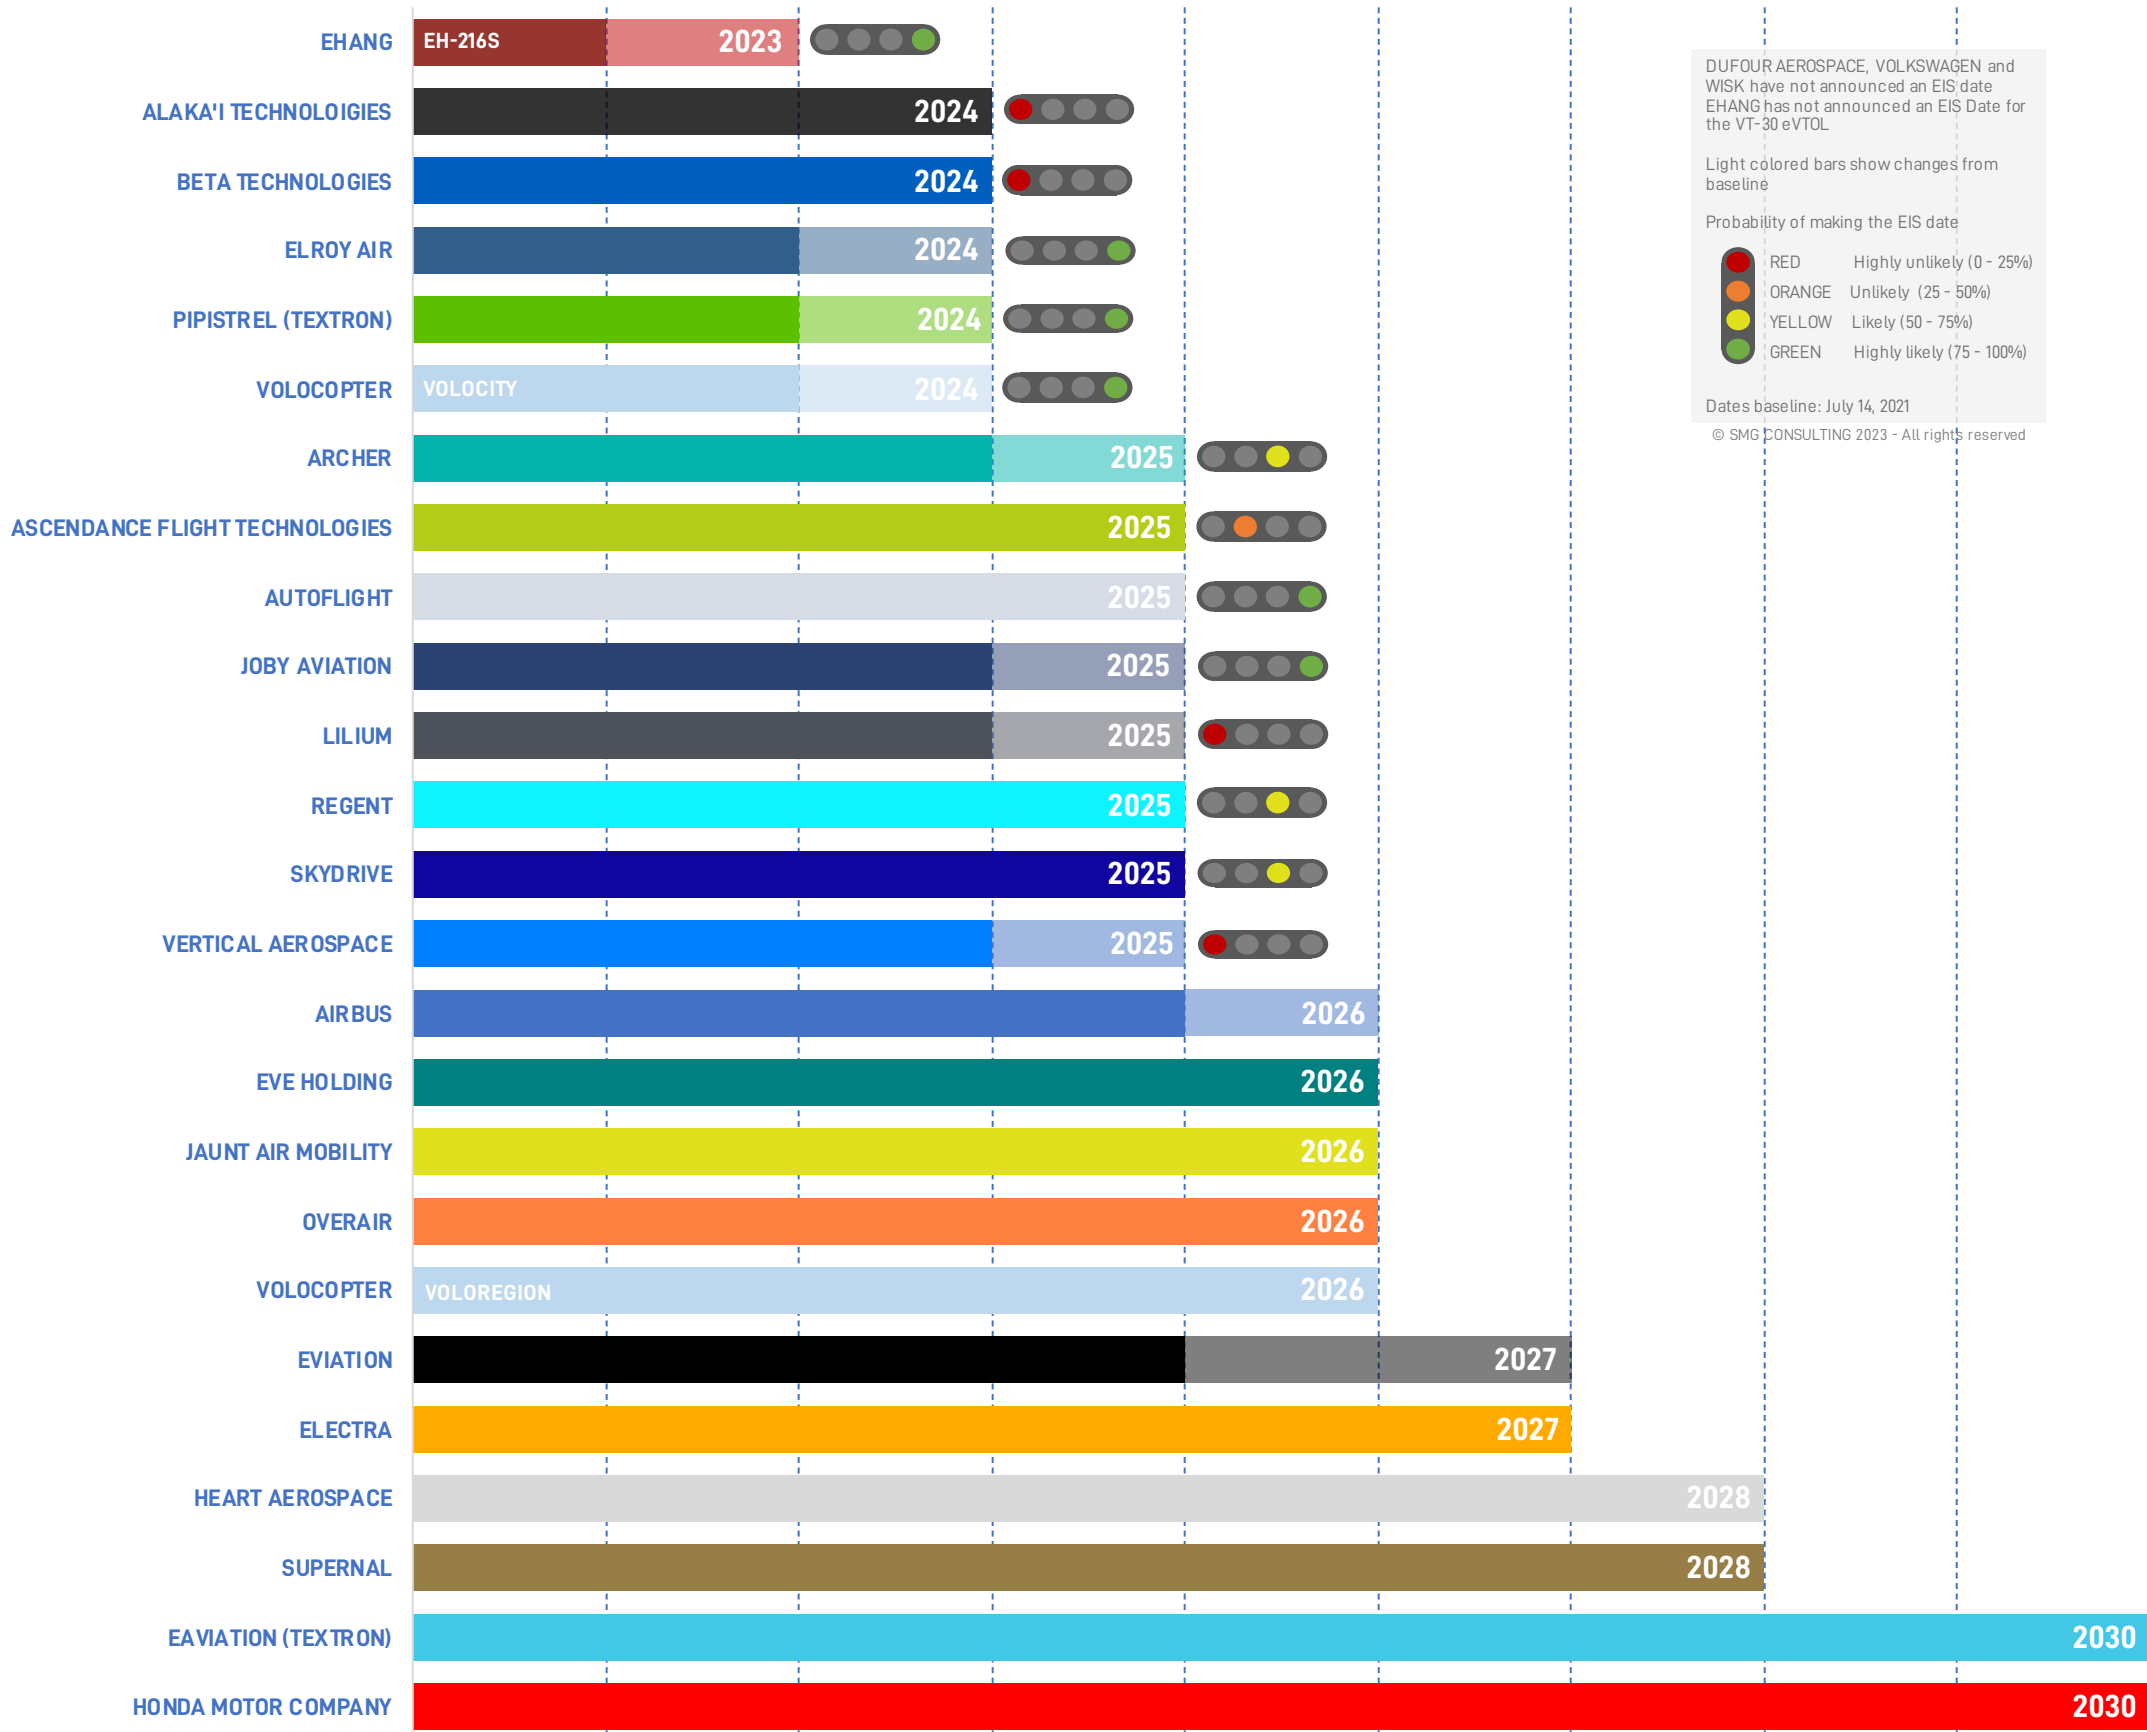 EHANG EH-216S 2023
ALAKA'I TECHNOLOIGIES 2024
BETA TECHNOLOGIES 2024
ELROY AIR 2024
PIPISTREL (TEXTRON) 2024
VOLOCOPTER VOLOCITY 2024
ARCHER 2025
ASCENDANCE FLIGHT TECHNOLOGIES 2025
AUTOFLIGHT 2025
JOBY AVIATION 2025
LILIUM 2025
REGENT 2025
SKYDRIVE 2025
VERTICAL AEROSPACE 2025
AIRBUS 2026
EVE HOLDING 2026
JAUNT AIR MOBILITY 2026
OVERAIR 2026
VOLOCOPTER VOLOREGION 2026
EVIATION 2027
ELECTRA 2027
HEART AEROSPACE 2028
SUPERNAL 2028
EAVIATION (TEXTRON) 2030
HONDA MOTOR COMPANY 2030
DUFOUR AEROSPACE, VOLKSWAGEN and
WISK have not announced an EIS date
EHANG has not announced an EIS Date for
the VT-30 eVTOL
Light colored bars show changes from
baseline
Probability of making the EIS date
RED Highly unlikely (0 - 25%)
ORANGE Unlikely (25 - 50%)
YELLOW Likely (50 - 75%)
GREEN Highly likely (75 - 100%)
Dates baseline: July 14, 2021
© SMG CONSULTING 2023 - All rights reserved